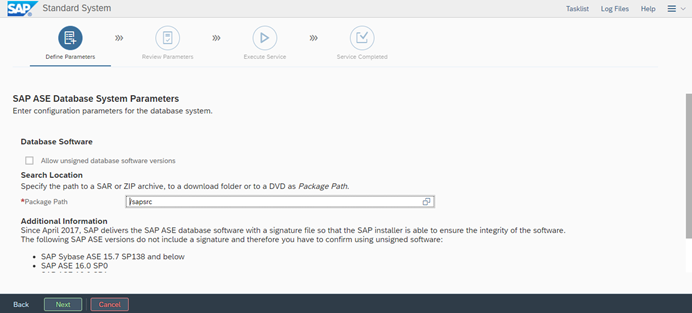 SAP Standard System Tasklist Log Files Help
Define Parameters Review Parameters Execute Service Service Completed
SAP ASE Database System Parameters
Enter configuration parameters for the database system.
Database Software
Allow unsigned database software versions
Search Location
Specify the path to a SAR or ZIP archive, to a download folder or to a DVD as Package Path.
*Package Path /sapsrc
Additional Information
Since April 2017, SAP delivers the SAP ASE database software with a signature file so that the SAP installer is able to ensure the integrity of the software.
The following SAP ASE versions do not include a signature and therefore you have to confirm using unsigned software:
• SAP Sybase ASE 15.7 SP138 and below
• SAP ASE 16.0 SP0
Back Next Cancel